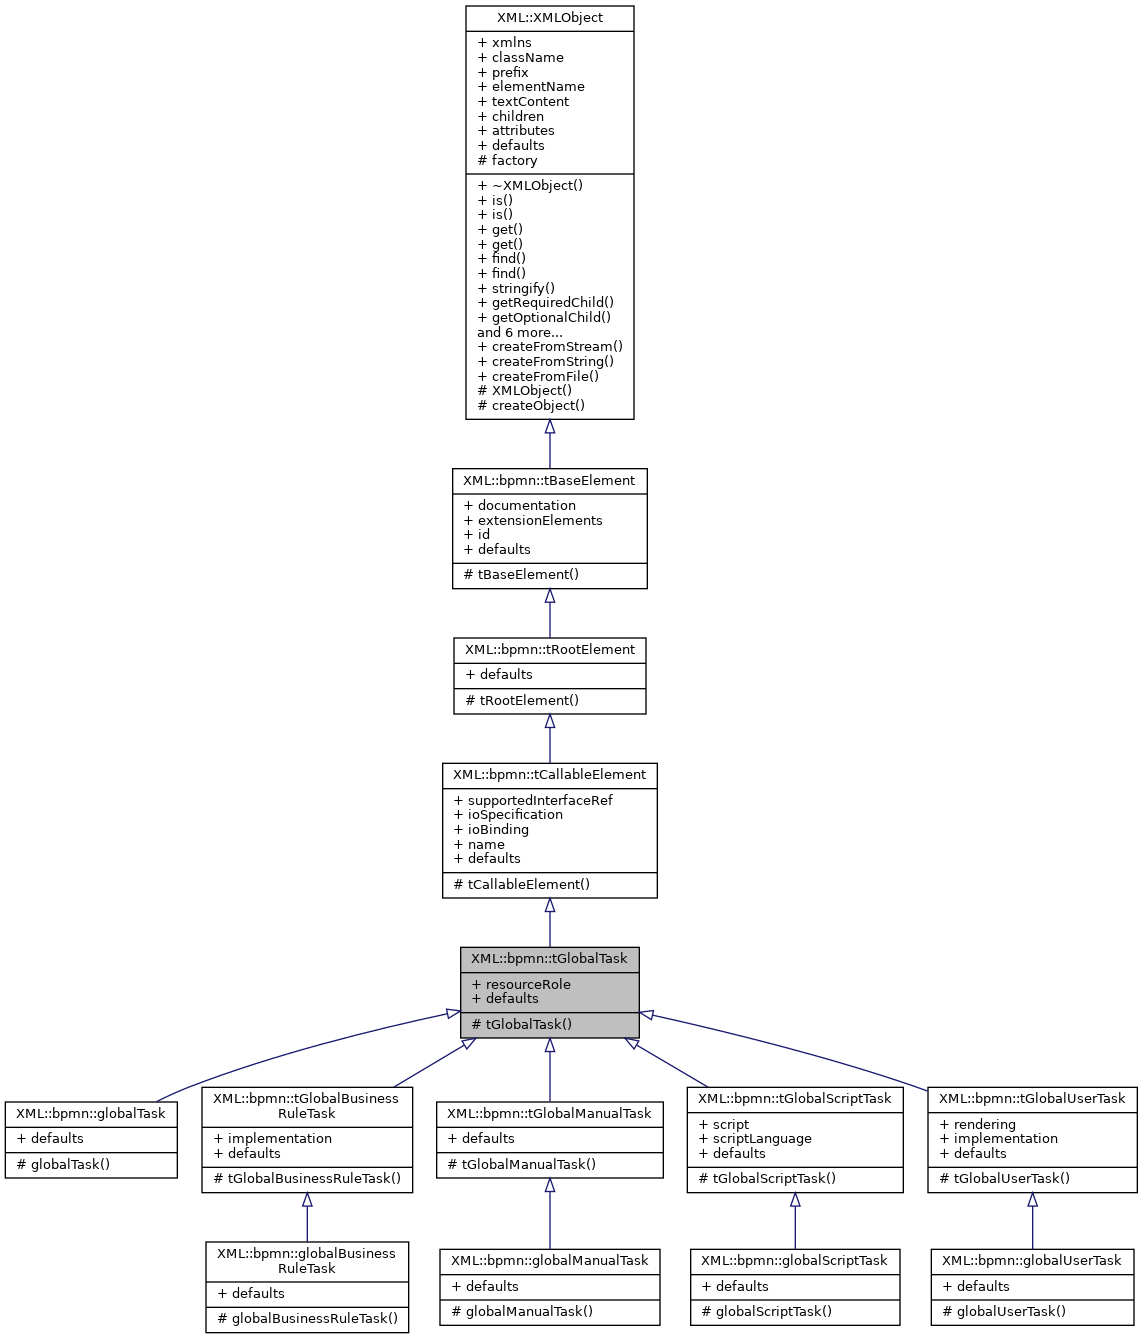 XML::XMLObject
+ xmlns
+ className
+ prefix
+ elementName
+ textContent
+ children
+ attributes
+ defaults
# factory
+ ~XMLObject()
+ is()
+ is()
+ get()
+ get()
+ find()
+ find()
+ stringify()
+ getRequiredChild()
+ getOptionalChild()
and 6 more...
+ createFromStream()
+ createFromString()
+ createFromFile()
# XMLObject()
# createObject()
XML::bpmn::tBaseElement
+ documentation
+ extensionElements
+ id
+ defaults
# tBaseElement()
XML::bpmn::tRootElement
+ defaults
# tRootElement()
XML::bpmn::tCallableElement
+ supportedInterfaceRef
+ ioSpecification
+ ioBinding
+ name
+ defaults
# tCallableElement()
XML::bpmn::tGlobalTask
+ resourceRole
+ defaults
# tGlobalTask()
XML::bpmn::globalTask
+ defaults
# globalTask()
XML::bpmn::tGlobalBusiness
RuleTask
+ implementation
+ defaults
# tGlobalBusinessRuleTask()
XML::bpmn::tGlobalManualTask
+ defaults
# tGlobalManualTask()
XML::bpmn::tGlobalScriptTask
+ script
+ scriptLanguage
+ defaults
# tGlobalScriptTask()
XML::bpmn::tGlobalUserTask
+ rendering
+ implementation
+ defaults
# tGlobalUserTask()
XML::bpmn::globalBusiness
RuleTask
+ defaults
# globalBusinessRuleTask()
XML::bpmn::globalManualTask
+ defaults
# globalManualTask()
XML::bpmn::globalScriptTask
+ defaults
# globalScriptTask()
XML::bpmn::globalUserTask
+ defaults
# globalUserTask()